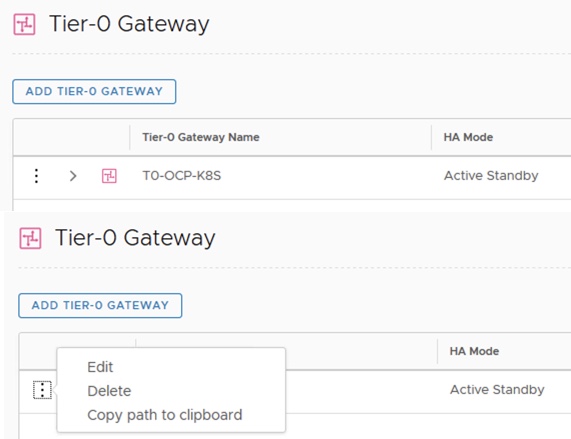 Tier-0 Gateway
ADD TIER-0 GATEWAY
Tier-0 Gateway Name HA Mode
T0-OCP-K8S Active Standby
Tier-0 Gateway
ADD TIER-0 GATEWAY
HA Mode
Edit
Delete Active Standby
Copy path to clipboard